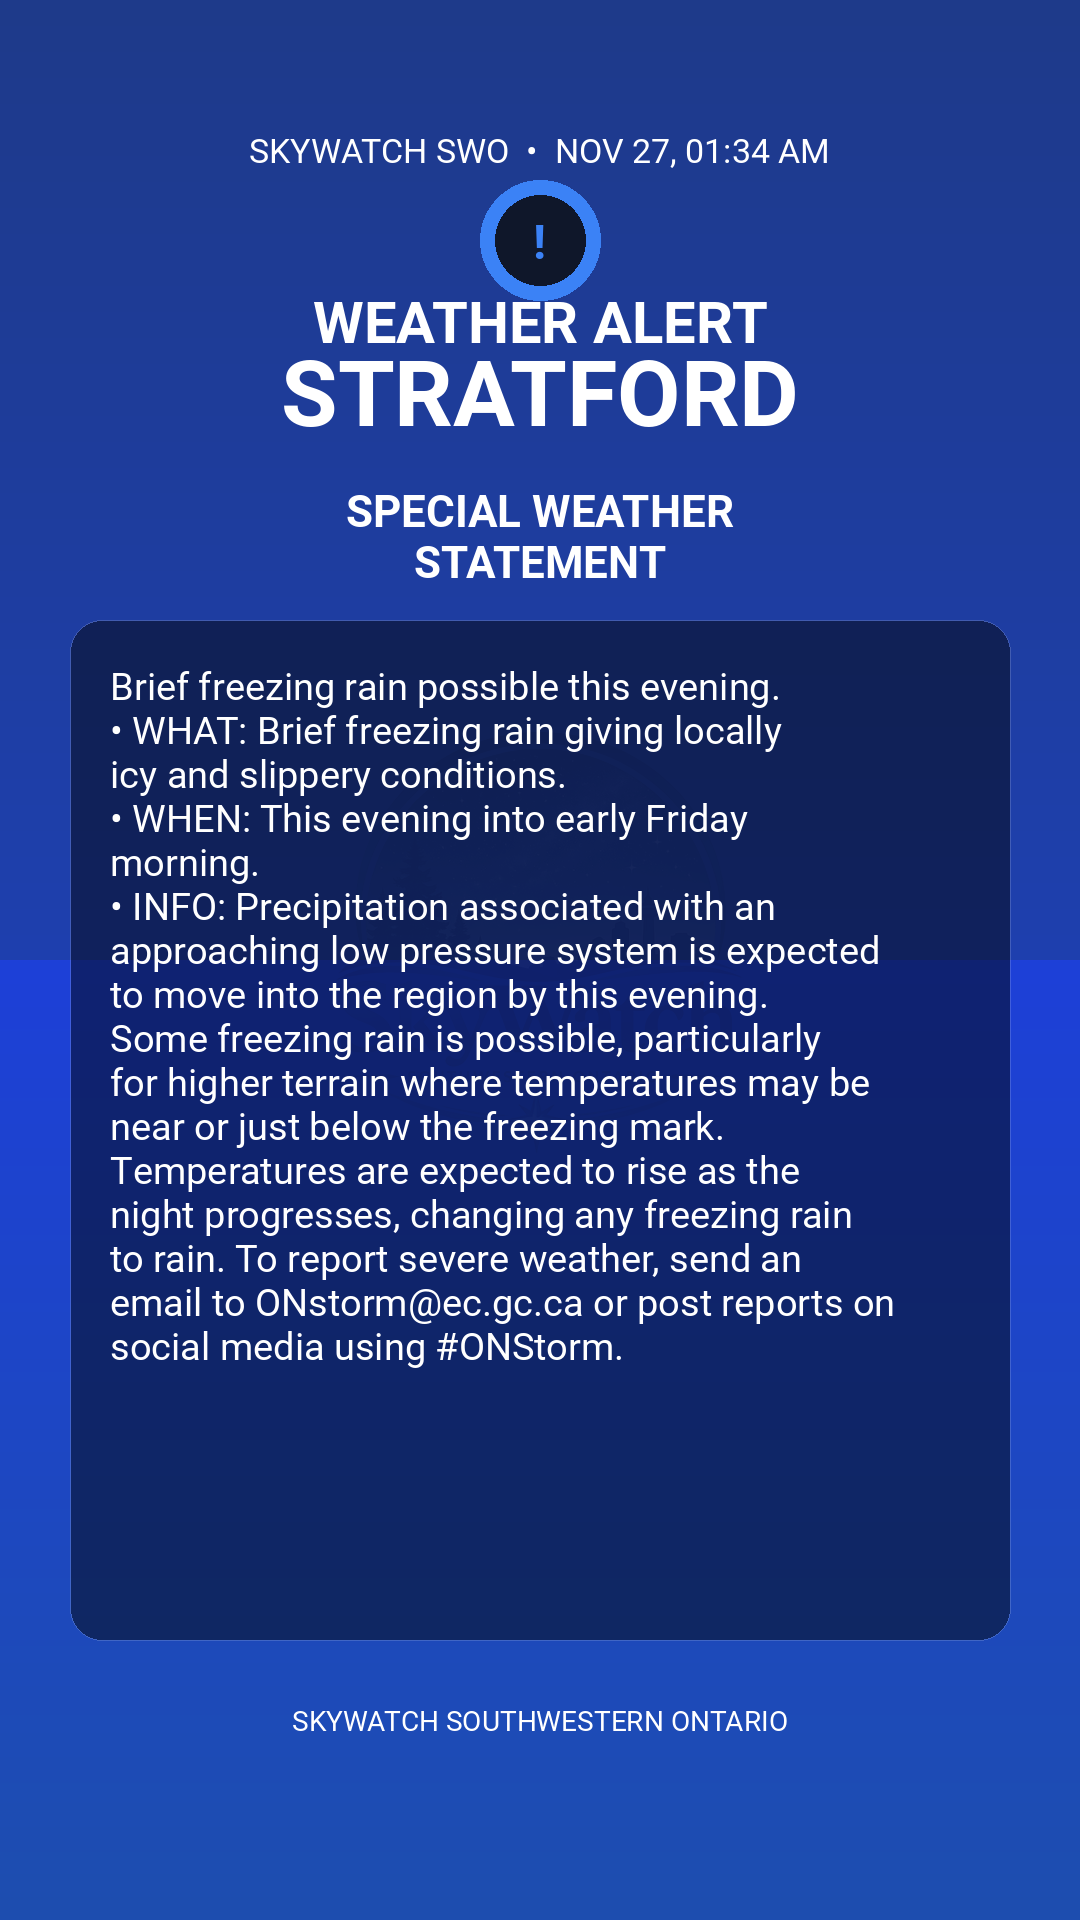 SKYWATCH SWO • NOV 27, 01:34 AM
!
WEATHER ALERT
STRATFORD
SPECIAL WEATHER
STATEMENT
Brief freezing rain possible this evening.
• WHAT: Brief freezing rain giving locally
icy and slippery conditions.
• WHEN: This evening into early Friday
morning.
• INFO: Precipitation associated with an
approaching low pressure system is expected
to move into the region by this evening.
Some freezing rain is possible, particularly
for higher terrain where temperatures may be
near or just below the freezing mark.
Temperatures are expected to rise as the
night progresses, changing any freezing rain
to rain. To report severe weather, send an
email to ONstorm@ec.gc.ca or post reports on
social media using #ONStorm.
SKYWATCH SOUTHWESTERN ONTARIO